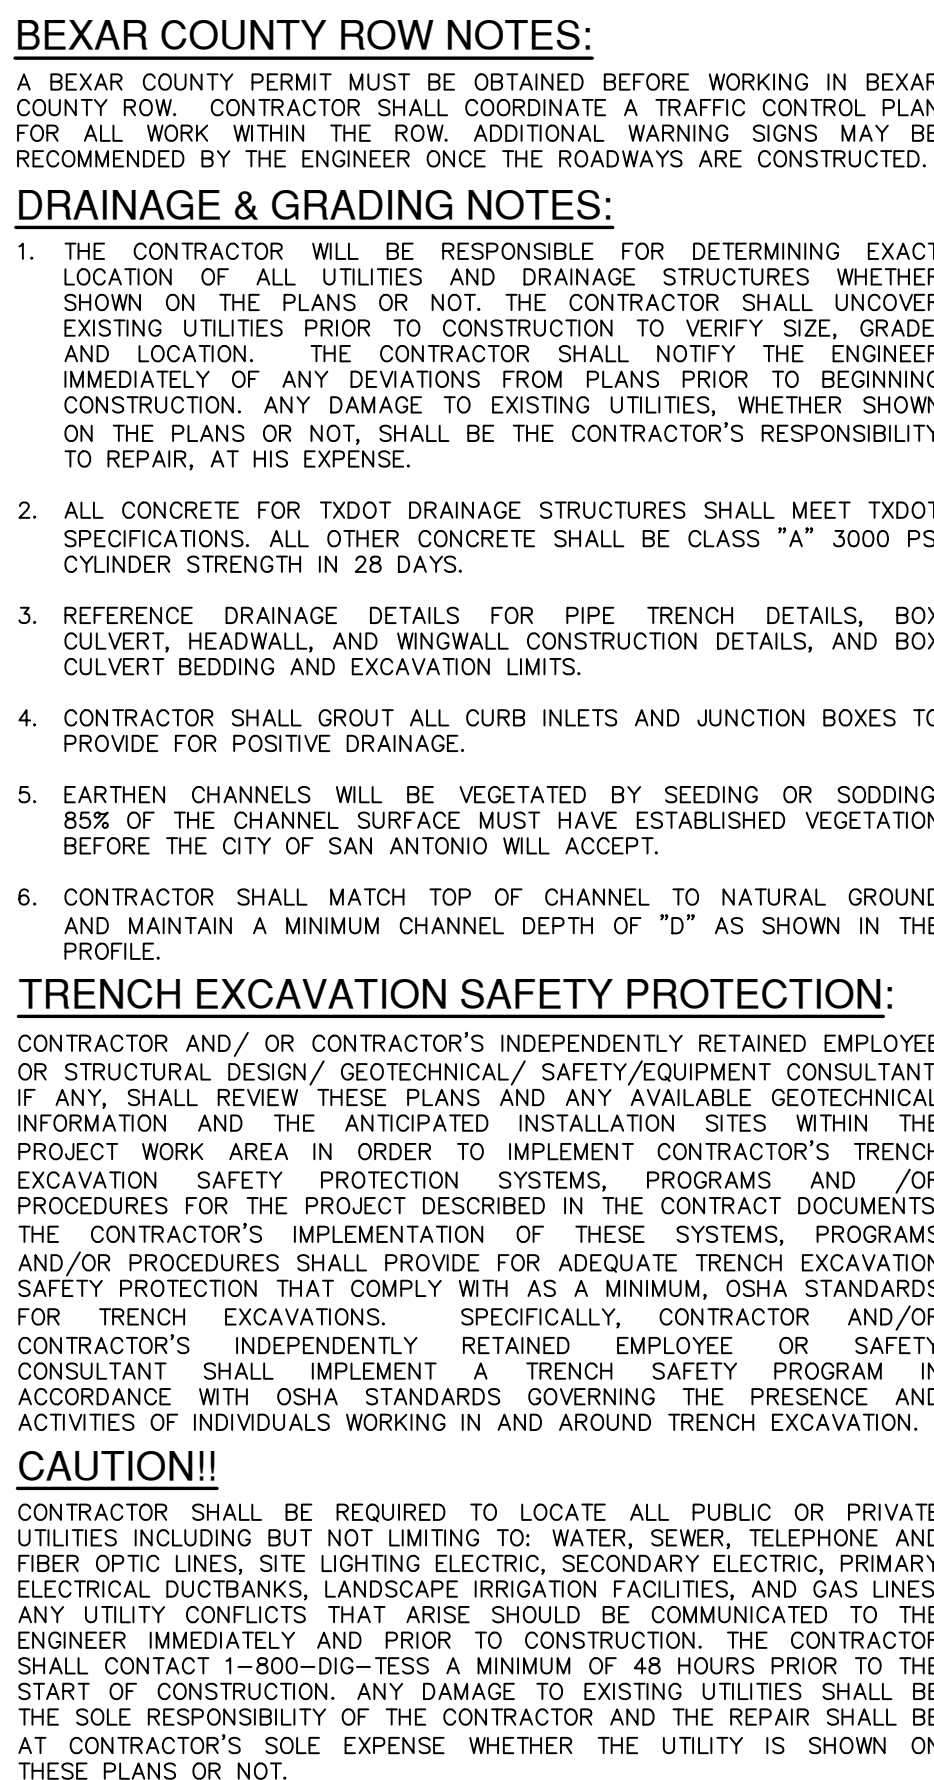 BEXAR COUNTY ROW NOTES:
A BEXAR COUNTY PERMIT MUST BE OBTAINED BEFORE WORKING IN BEXAR
COUNTY ROW. CONTRACTOR SHALL COORDINATE A TRAFFIC CONTROL PLAN
FOR ALL WORK WITHIN THE ROW. ADDITIONAL WARNING SIGNS MAY BE
RECOMMENDED BY THE ENGINEER ONCE THE ROADWAYS ARE CONSTRUCTED.
DRAINAGE & GRADING NOTES:
1. THE CONTRACTOR WILL BE RESPONSIBLE FOR DETERMINING EXACT
LOCATION OF ALL UTILITIES AND DRAINAGE STRUCTURES WHETHER
SHOWN ON THE PLANS OR NOT. THE CONTRACTOR SHALL UNCOVER
EXISTING UTILITIES PRIOR TO CONSTRUCTION TO VERIFY SIZE, GRADE
AND LOCATION. THE CONTRACTOR SHALL NOTIFY THE ENGINEER
IMMEDIATELY OF ANY DEVIATIONS FROM PLANS PRIOR TO BEGINNING
CONSTRUCTION. ANY DAMAGE TO EXISTING UTILITIES, WHETHER SHOWN
ON THE PLANS OR NOT, SHALL BE THE CONTRACTOR'S RESPONSIBILITY
TO REPAIR, AT HIS EXPENSE.
2. ALL CONCRETE FOR TXDOT DRAINAGE STRUCTURES SHALL MEET TXDOT
SPECIFICATIONS. ALL OTHER CONCRETE SHALL BE CLASS "A" 3000 PS
CYLINDER STRENGTH IN 28 DAYS.
3. REFERENCE DRAINAGE DETAILS FOR PIPE TRENCH DETAILS, BOX
CULVERT, HEADWALL, AND WINGWALL CONSTRUCTION DETAILS, AND BOX
CULVERT BEDDING AND EXCAVATION LIMITS.
4. CONTRACTOR SHALL GROUT ALL CURB INLETS AND JUNCTION BOXES TO
PROVIDE FOR POSITIVE DRAINAGE.
5. EARTHEN CHANNELS WILL BE VEGETATED BY SEEDING OR SODDING
85% OF THE CHANNEL SURFACE MUST HAVE ESTABLISHED VEGETATION
BEFORE THE CITY OF SAN ANTONIO WILL ACCEPT.
6. CONTRACTOR SHALL MATCH TOP OF CHANNEL TO NATURAL GROUND
AND MAINTAIN A MINIMUM CHANNEL DEPTH OF "D" AS SHOWN IN THE
PROFILE.
TRENCH EXCAVATION SAFETY PROTECTION:
CONTRACTOR AND/ OR CONTRACTOR'S INDEPENDENTLY RETAINED EMPLOYEE
OR STRUCTURAL DESIGN/ GEOTECHNICAL/ SAFETY/EQUIPMENT CONSULTANT
IF ANY, SHALL REVIEW THESE PLANS AND ANY AVAILABLE GEOTECHNICAL
INFORMATION AND THE ANTICIPATED INSTALLATION SITES WITHIN THE
PROJECT WORK AREA IN ORDER TO IMPLEMENT CONTRACTOR'S TRENCH
EXCAVATION SAFETY PROTECTION SYSTEMS, PROGRAMS AND /OR
PROCEDURES FOR THE PROJECT DESCRIBED IN THE CONTRACT DOCUMENTS
THE CONTRACTOR'S IMPLEMENTATION OF THESE SYSTEMS, PROGRAMS
AND/OR PROCEDURES SHALL PROVIDE FOR ADEQUATE TRENCH EXCAVATION
SAFETY PROTECTION THAT COMPLY WITH AS A MINIMUM, OSHA STANDARDS
FOR TRENCH EXCAVATIONS. SPECIFICALLY, CONTRACTOR AND/OR
CONTRACTOR'S INDEPENDENTLY RETAINED EMPLOYEE OR SAFETY
CONSULTANT SHALL IMPLEMENT A TRENCH SAFETY PROGRAM IN
ACCORDANCE WITH OSHA STANDARDS GOVERNING THE PRESENCE AND
ACTIVITIES OF INDIVIDUALS WORKING IN AND AROUND TRENCH EXCAVATION.
CAUTION!!
CONTRACTOR SHALL BE REQUIRED TO LOCATE ALL PUBLIC OR PRIVATE
UTILITIES INCLUDING BUT NOT LIMITING TO: WATER, SEWER, TELEPHONE AND
FIBER OPTIC LINES, SITE LIGHTING ELECTRIC, SECONDARY ELECTRIC, PRIMARY
ELECTRICAL DUCTBANKS, LANDSCAPE IRRIGATION FACILITIES, AND GAS LINES
ANY UTILITY CONFLICTS THAT ARISE SHOULD BE COMMUNICATED TO THE
ENGINEER IMMEDIATELY AND PRIOR TO CONSTRUCTION. THE CONTRACTOR
SHALL CONTACT 1-800-DIG-TESS A MINIMUM OF 48 HOURS PRIOR TO THE
START OF CONSTRUCTION. ANY DAMAGE TO EXISTING UTILITIES SHALL BE
THE SOLE RESPONSIBILITY OF THE CONTRACTOR AND THE REPAIR SHALL BE
AT CONTRACTOR'S SOLE EXPENSE WHETHER THE UTILITY IS SHOWN ON
THESE PLANS OR NOT.